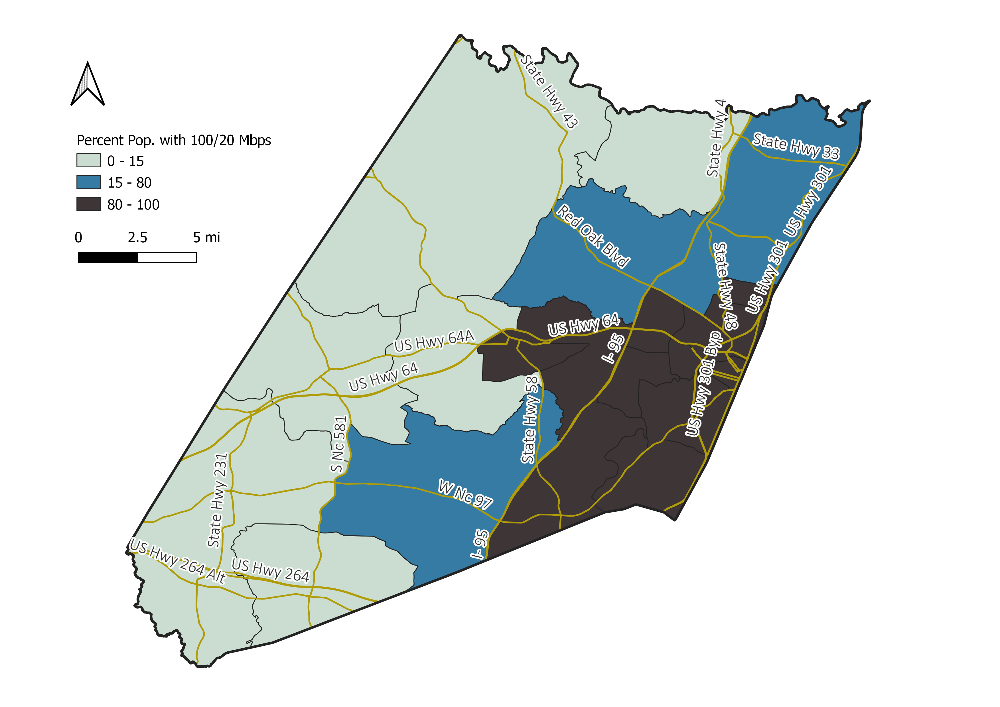 Percent Pop. with 100/20 Mbps
0 - 15
15 - 80
80 - 100
0 2.5 5 mi
State Hwy 43
State Hwy 4
State Hwy 33
US Hwy 301
Red Oak Blvd
State Hwy 48
US Hwy 301
US Hwy 64
US Hwy 64A
I- 95
US Hwy 301 Byp
US Hwy 64
State Hwy 58
S Nc 581
State Hwy 231
W Nc 97
I- 95
US Hwy 264 Alt
US Hwy 264